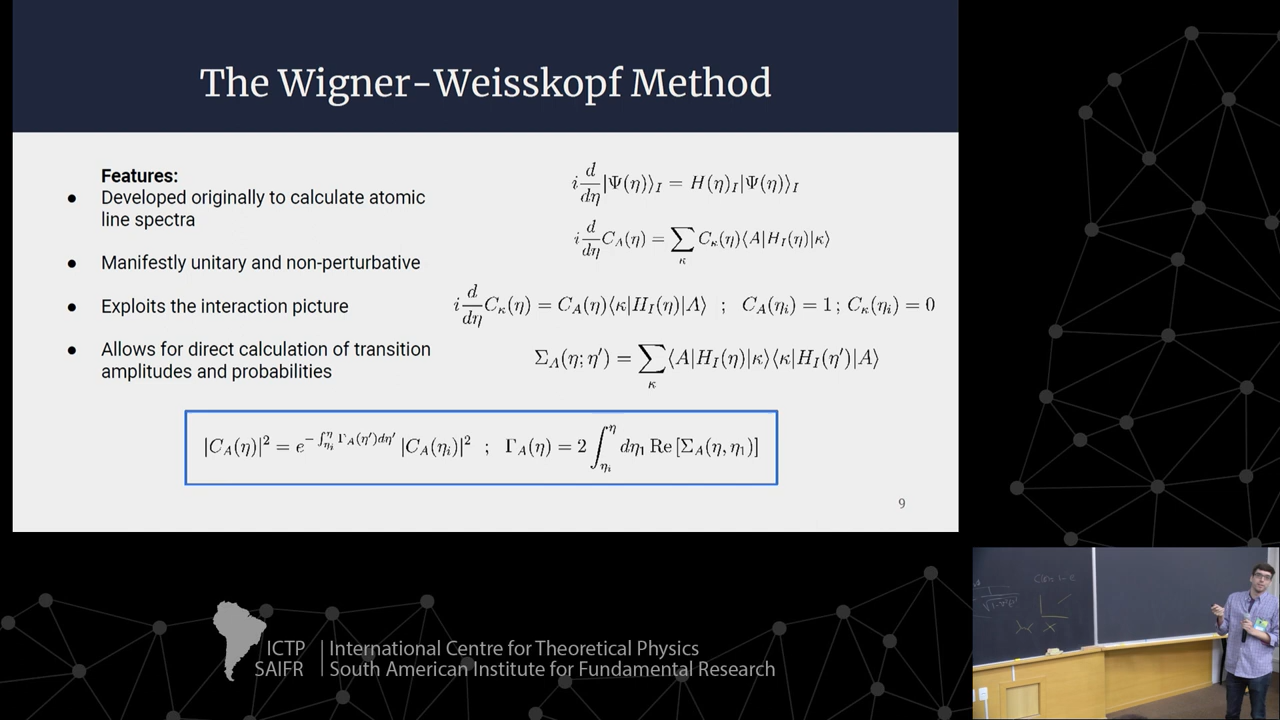 The Wigner-Weisskopf Method
Features:
● Developed originally to calculate atomic
line spectra
● Manifestly unitary and non-perturbative
● Exploits the interaction picture
● Allows for direct calculation of transition
amplitudes and probabilities
i d/dη |Ψ(η)⟩_I = H(η)_I|Ψ(η)⟩_I
i d/dη C_A(η) = ∑_κ C_κ(η)⟨A|H_I(η)|κ⟩
i d/dη C_κ(η) = C_A(η)⟨κ|H_I(η)|A⟩ ; C_A(η_i) = 1 ; C_κ(η_i) = 0
Σ_A(η; η′) = ∑_κ ⟨A|H_I(η)|κ⟩⟨κ|H_I(η′)|A⟩
|C_A(η)|² = e^{−∫_{η_i}^{η} Γ_A(η′)dη′} |C_A(η_i)|² ; Γ_A(η) = 2 ∫_{η_i}^{η} dη₁ Re [Σ_A(η, η₁)]
9
ICTP
SAIFR
International Centre for Theoretical Physics
South American Institute for Fundamental Research